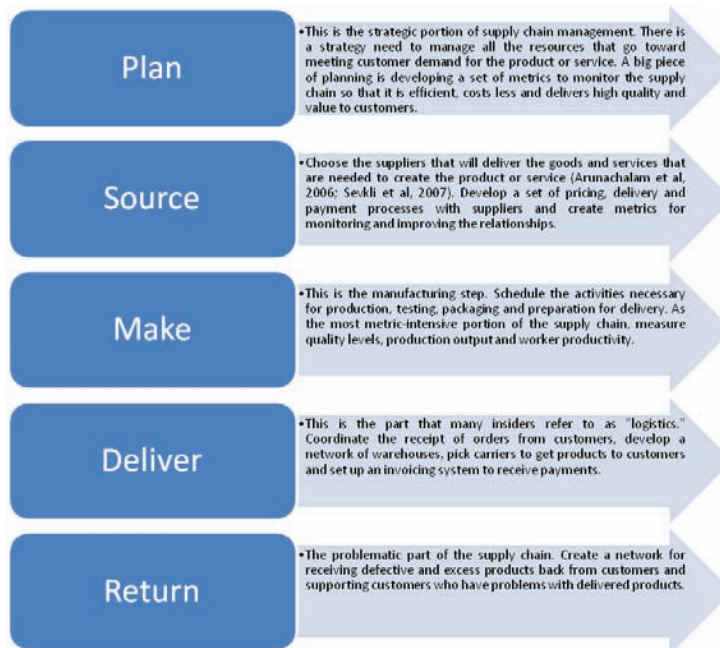 Plan
•This is the strategic portion of supply chain management. There is
a strategy need to manage all the resources that go toward
meeting customer demand for the product or service. A big piece
of planning is developing a set of metrics to monitor the supply
chain so that it is efficient, costs less and delivers high quality and
value to customers.
Source
•Choose the suppliers that will deliver the goods and services that
are needed to create the product or service (Arunachalam et al,
2006; Sevkli et al, 2007). Develop a set of pricing, delivery and
payment processes with suppliers and create metrics for
monitoring and improving the relationships.
Make
•This is the manufacturing step. Schedule the activities necessary
for production, testing, packaging and preparation for delivery. As
the most metric-intensive portion of the supply chain, measure
quality levels, production output and worker productivity.
Deliver
•This is the part that many insiders refer to as "logistics."
Coordinate the receipt of orders from customers, develop a
network of warehouses, pick carriers to get products to customers
and set up an invoicing system to receive payments.
Return
•The problematic part of the supply chain. Create a network for
receiving defective and excess products back from customers and
supporting customers who have problems with delivered products.